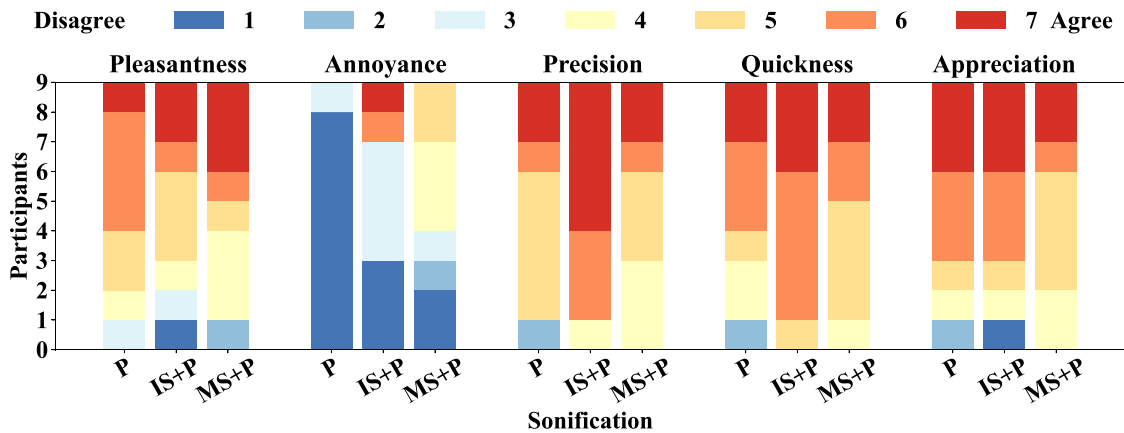 Disagree 1 2 3 4 5 6 7 Agree
Pleasantness Annoyance Precision Quickness Appreciation
9
8
7
6
5
4
3
2
1
0
Participants
P IS+P MS+P P IS+P MS+P P IS+P MS+P P IS+P MS+P P IS+P MS+P
Sonification